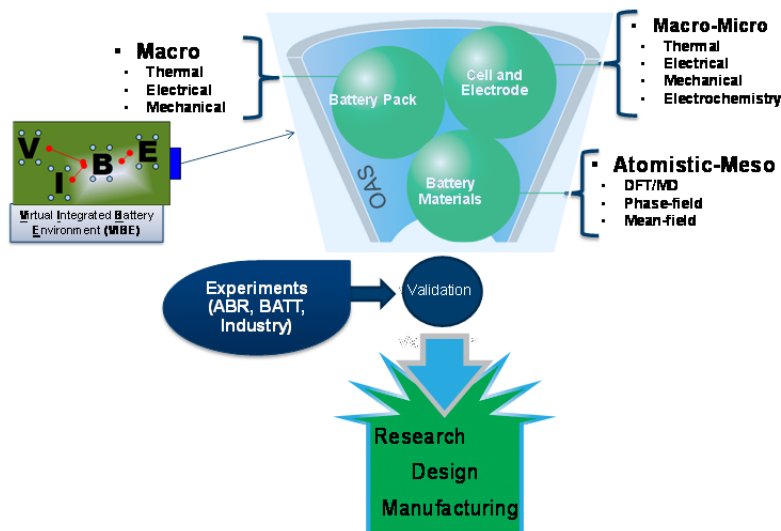 Macro
Thermal
Electrical
Mechanical
Battery Pack
Cell and
Electrode
Battery
Materials
OAS
Macro-Micro
Thermal
Electrical
Mechanical
Electrochemistry
Atomistic-Meso
DFT/MD
Phase-field
Mean-field
V I B E
Virtual Integrated Battery
Environment (VIBE)
Experiments
(ABR, BATT,
Industry)
Validation
Research
Design
Manufacturing